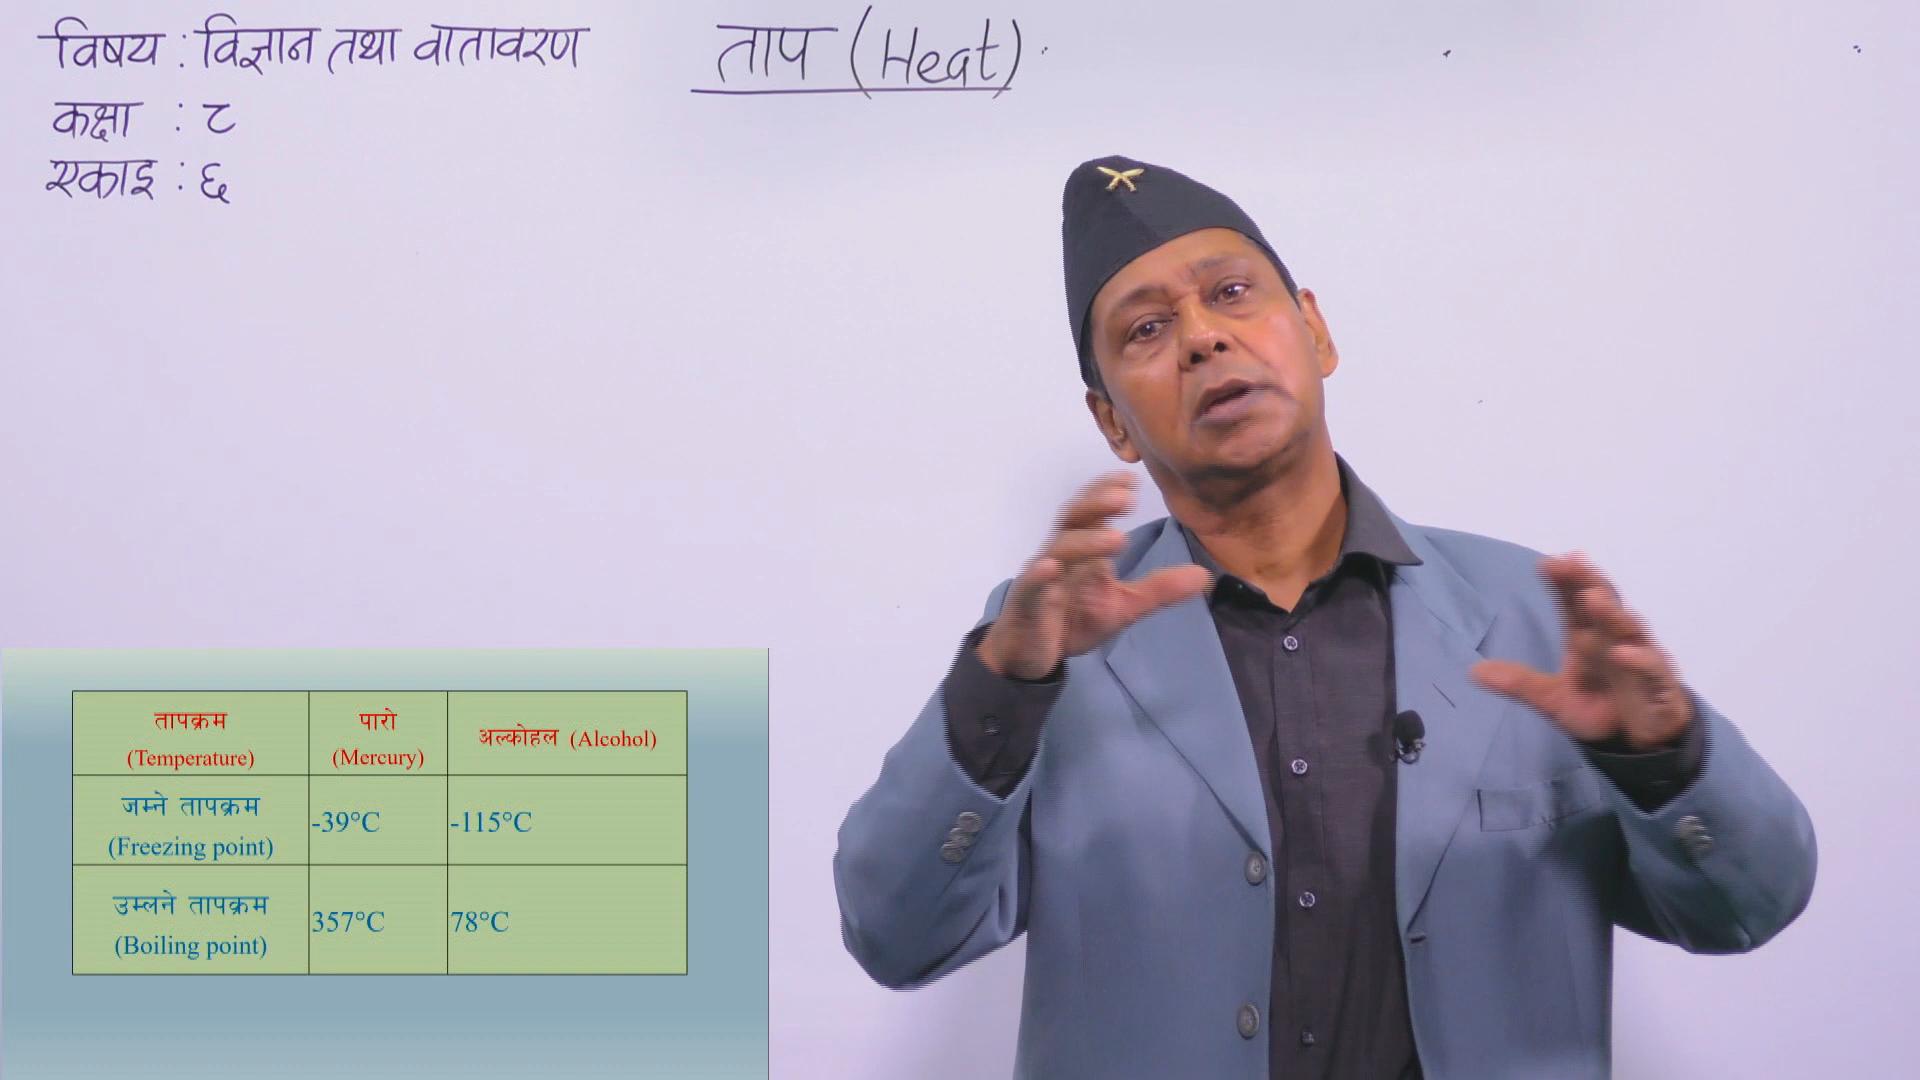 विषय : विज्ञान तथा वातावरण
ताप (Heat)
कक्षा : ८
एकाइ : ६
तापक्रम
(Temperature)
पारो
(Mercury)
अल्कोहल (Alcohol)
जम्ने तापक्रम
(Freezing point)
-39°C
-115°C
उम्लने तापक्रम
(Boiling point)
357°C
78°C